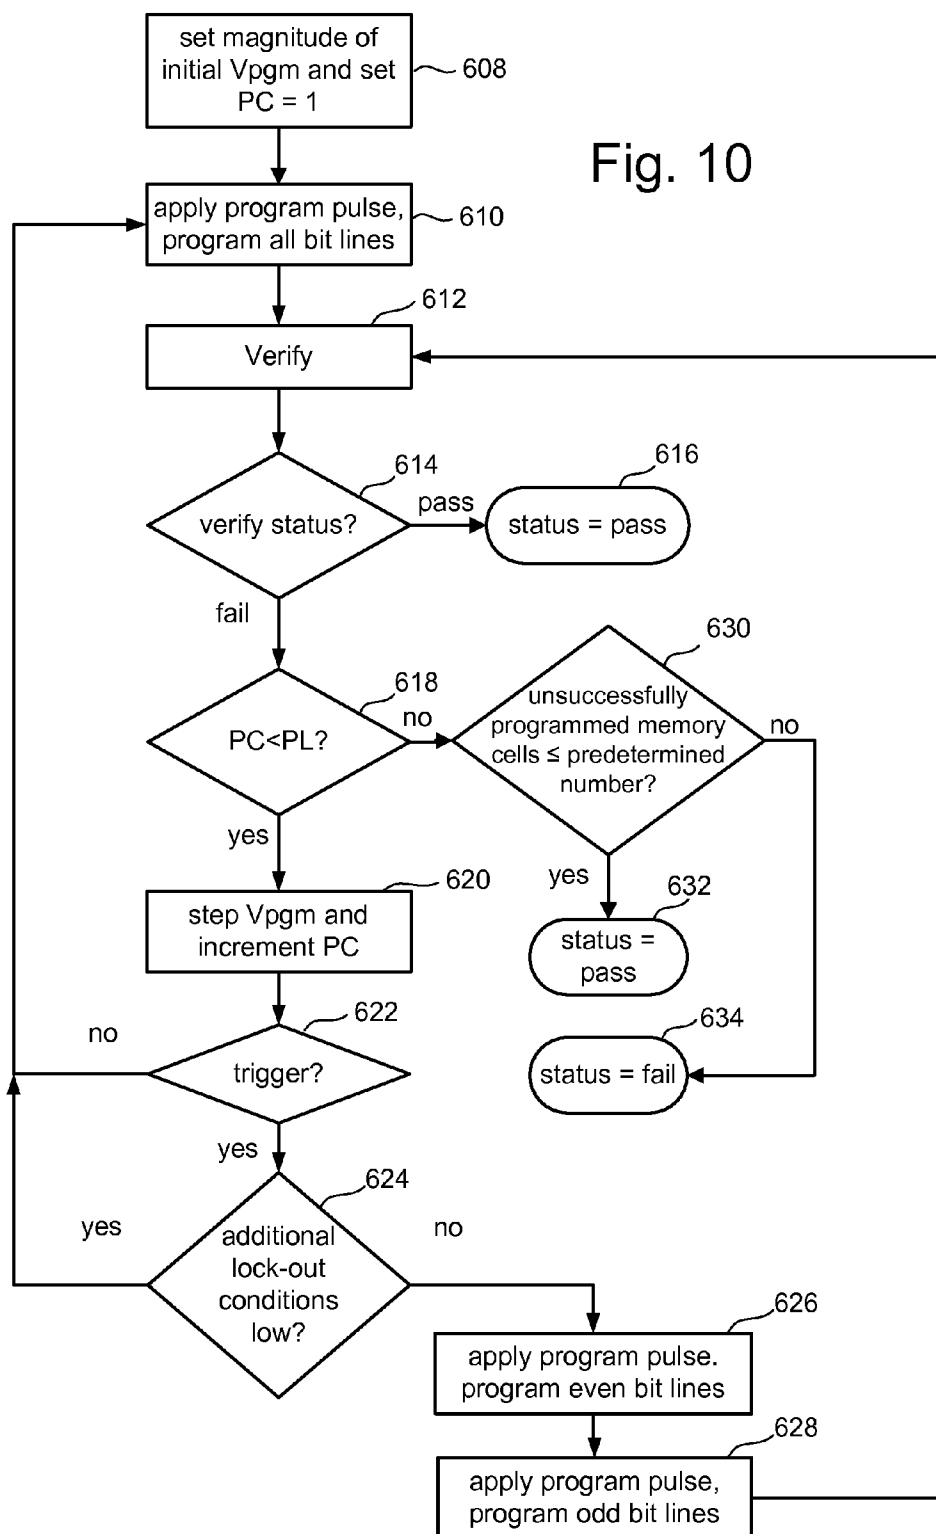 set magnitude of
initial Vpgm and set
PC = 1
608
Fig. 10
apply program pulse,
program all bit lines
610
612
Verify
614
verify status?
pass
616
status = pass
fail
618
PC<PL?
no
630
unsuccessfully
programmed memory
cells ≤ predetermined
number?
no
yes
yes
632
status =
pass
620
step Vpgm and
increment PC
634
status = fail
622
trigger?
no
yes
624
additional
lock-out
conditions
low?
yes
no
626
apply program pulse.
program even bit lines
628
apply program pulse,
program odd bit lines